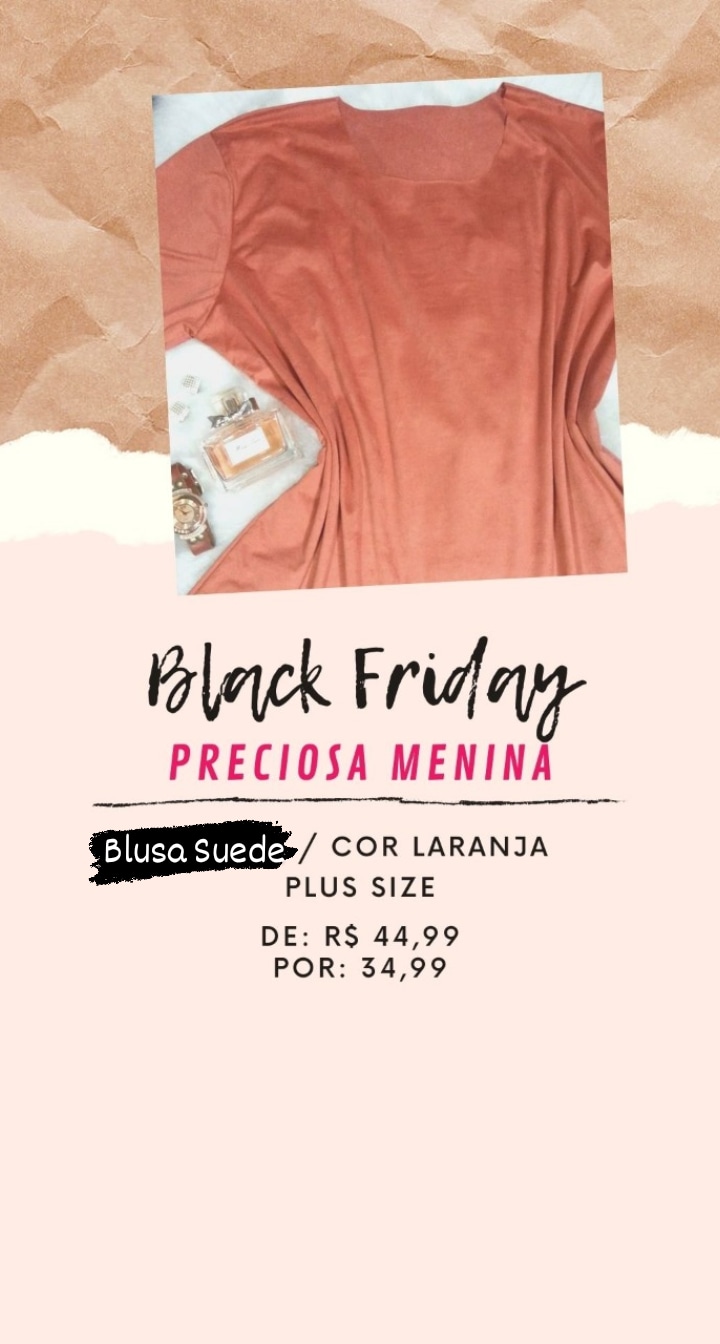 Black Friday
PRECIOSA MENINA
Blusa Suede / COR LARANJA
PLUS SIZE
DE: R$ 44,99
POR: 34,99